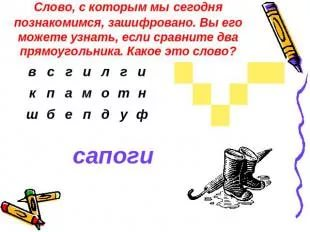 Слово, с которым мы сегодня
познакомимся, зашифровано. Вы его
можете узнать, если сравните два
прямоугольника. Какое это слово?
в с г и л г и
к п а м о т н
ш б е п д у ф
сапоги